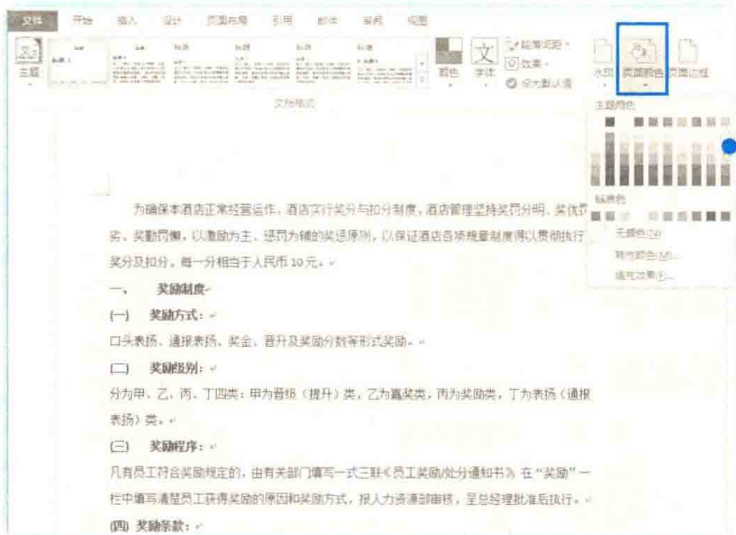 文件 开始 插入 设计 页面布局 引用 邮件 审阅 视图
主题 颜色 字体 段落间距 效果 设为默认值 水印 页面颜色 页面边框
文档格式
主题颜色
标准色
无颜色(N)
其他颜色(M)...
填充效果(F)...
为确保本酒店正常经营运作，酒店实行奖分与扣分制度，酒店管理坚持奖罚分明、奖优罚
劣、奖勤罚懒，以激励为主、惩罚为辅的奖惩原则，以保证酒店各项规章制度得以贯彻执行
奖分及扣分，每一分相当于人民币 10 元。
一、 奖励制度
(一) 奖励方式：
口头表扬、通报表扬、奖金、晋升及奖励分数等形式奖励。
(二) 奖励级别：
分为甲、乙、丙、丁四类：甲为晋级（提升）类，乙为嘉奖类，丙为奖励类，丁为表扬（通报
表扬）类。
(三) 奖励程序：
凡有员工符合奖励规定的，由有关部门填写一式三联《员工奖励/处分通知书》在“奖励”一
栏中填写清楚员工获得奖励的原因和奖励方式，报人力资源部审核，呈总经理批准后执行。
(四) 奖励条款：